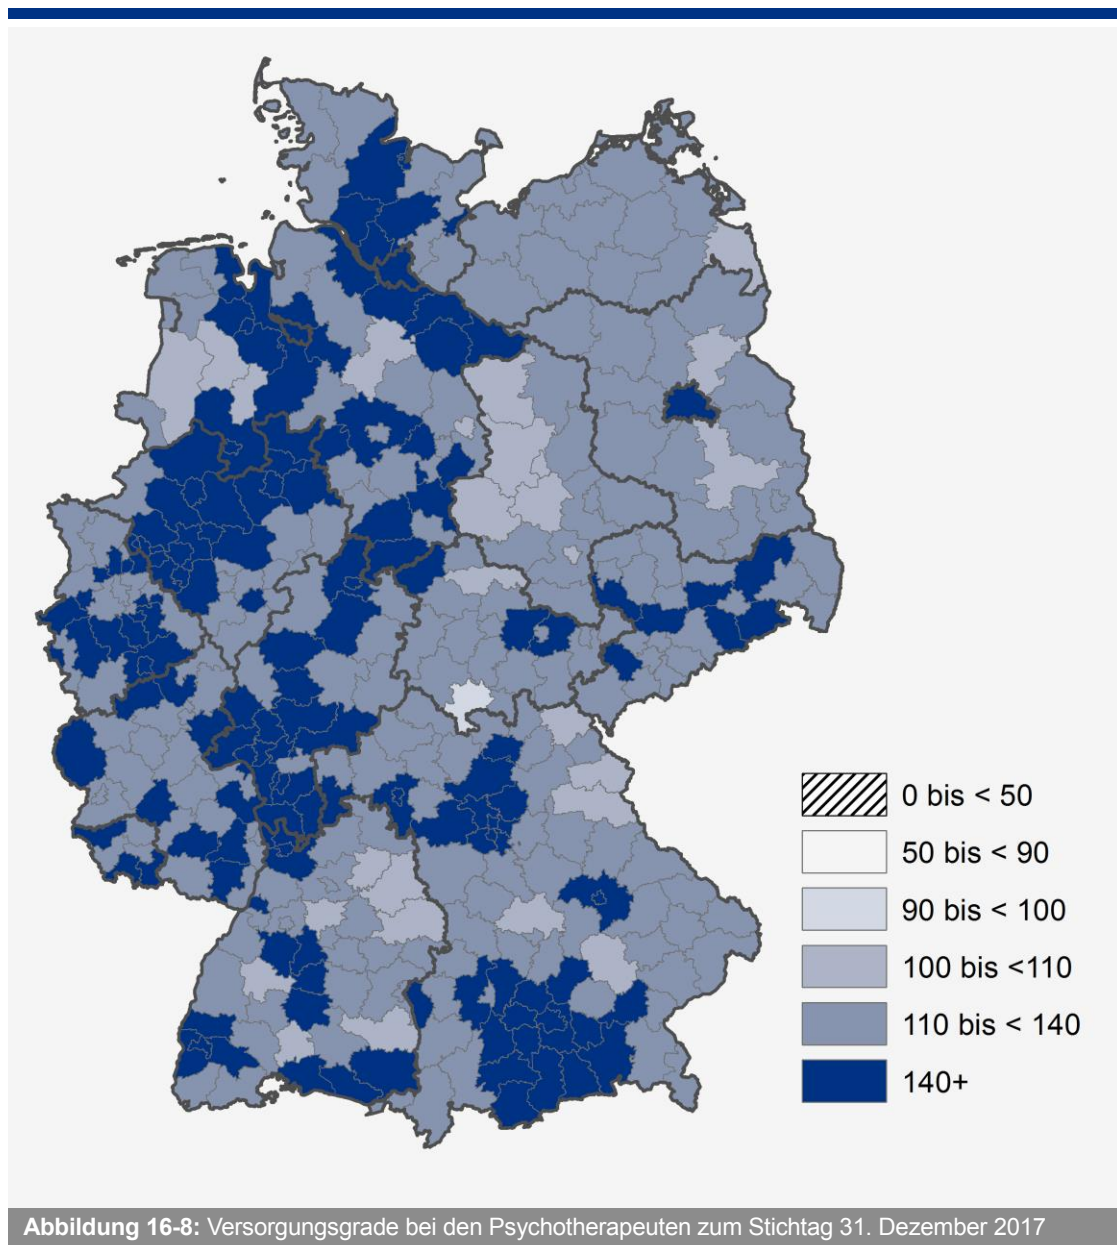 0 bis < 50
50 bis < 90
90 bis < 100
100 bis <110
110 bis < 140
140+
Abbildung 16-8: Versorgungsgrade bei den Psychotherapeuten zum Stichtag 31. Dezember 2017